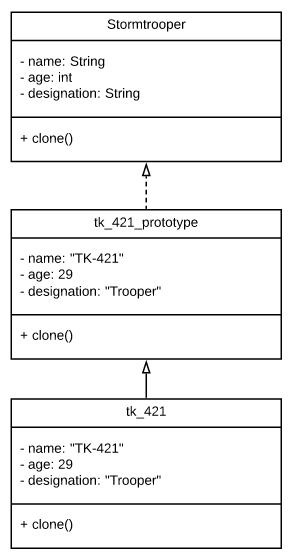 Stormtrooper
- name: String
- age: int
- designation: String
+ clone()
tk_421_prototype
- name: "TK-421"
- age: 29
- designation: "Trooper"
+ clone()
tk_421
- name: "TK-421"
- age: 29
- designation: "Trooper"
+ clone()